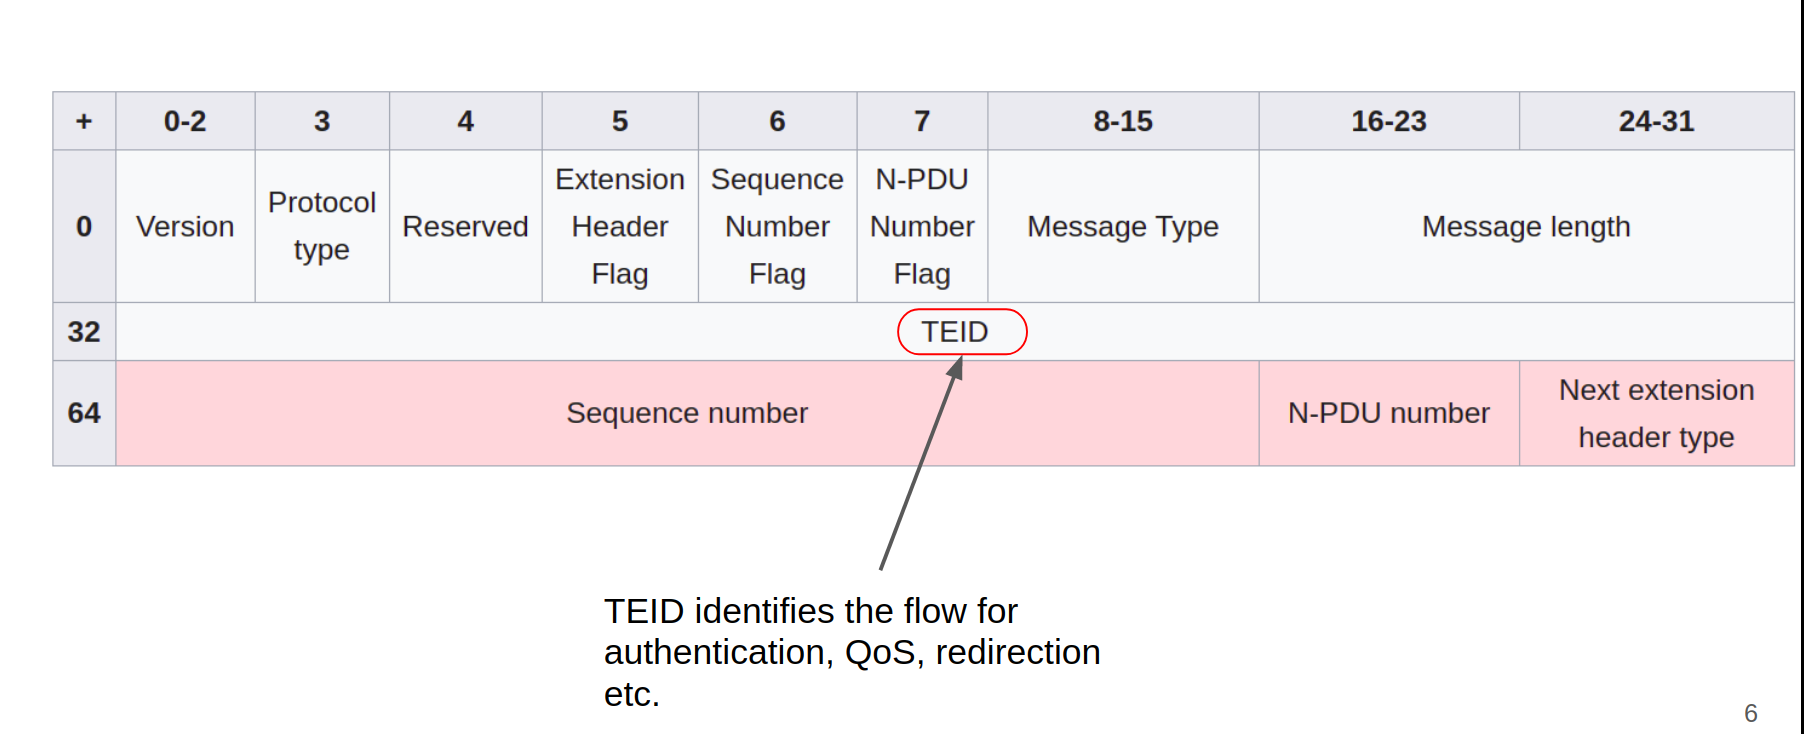 + 0-2 3 4 5 6 7 8-15 16-23 24-31
0 Version Protocol type Reserved Extension Header Flag Sequence Number Flag N-PDU Number Flag Message Type Message length
32 TEID
64 Sequence number N-PDU number Next extension header type
TEID identifies the flow for
authentication, QoS, redirection
etc.
6